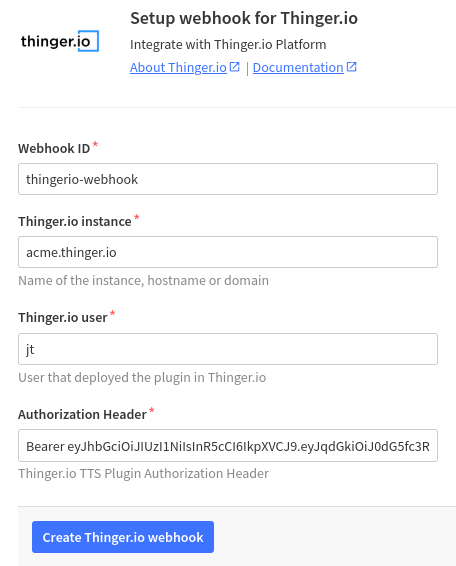 Setup webhook for Thinger.io
thinger.io
Integrate with Thinger.io Platform
About Thinger.io | Documentation
Webhook ID *
thingerio-webhook
Thinger.io instance *
acme.thinger.io
Name of the instance, hostname or domain
Thinger.io user *
jt
User that deployed the plugin in Thinger.io
Authorization Header *
Bearer eyJhbGciOiJIUzI1NiIsInR5cCI6IkpXVCJ9.eyJqdGkiOiJ0dG5fc3R
Thinger.io TTS Plugin Authorization Header
Create Thinger.io webhook